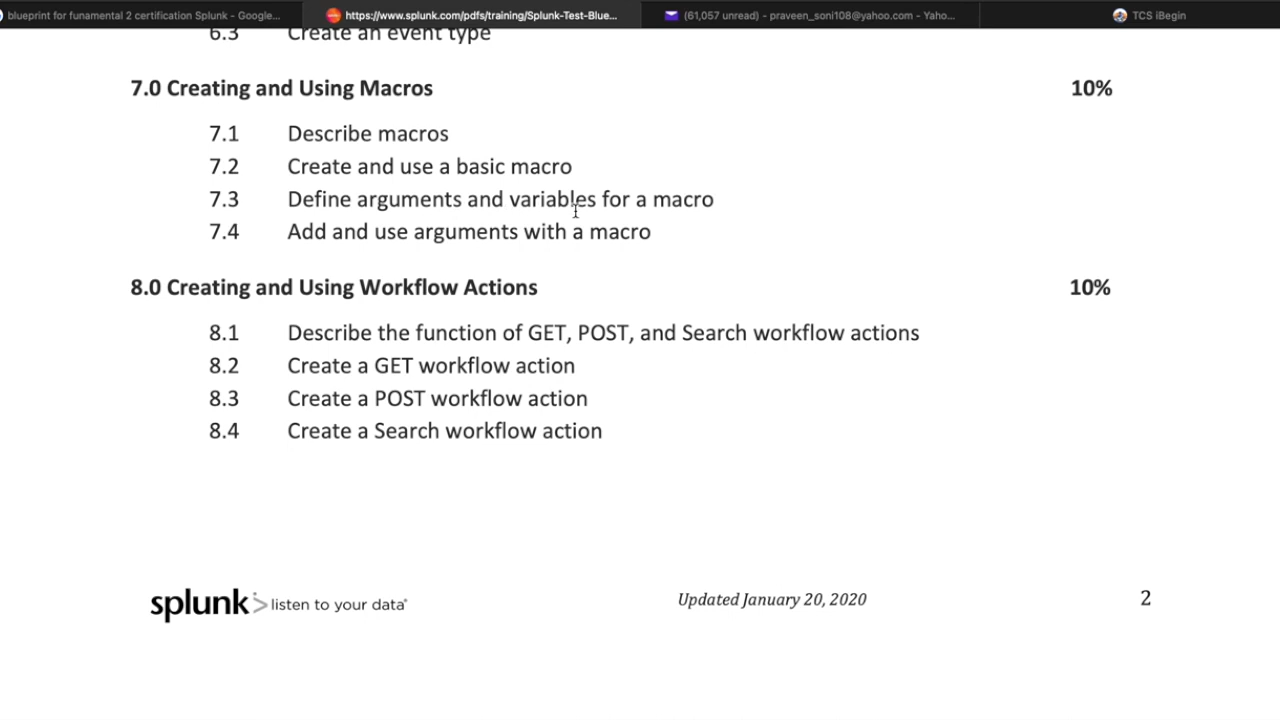 blueprint for funamental 2 certification Splunk - Google...
https://www.splunk.com/pdfs/training/Splunk-Test-Blue...
(61,057 unread) - praveen_soni108@yahoo.com - Yaho...
TCS iBegin
6.3 Create an event type
7.0 Creating and Using Macros 10%
7.1 Describe macros
7.2 Create and use a basic macro
7.3 Define arguments and variables for a macro
7.4 Add and use arguments with a macro
8.0 Creating and Using Workflow Actions 10%
8.1 Describe the function of GET, POST, and Search workflow actions
8.2 Create a GET workflow action
8.3 Create a POST workflow action
8.4 Create a Search workflow action
splunk> listen to your data® Updated January 20, 2020 2